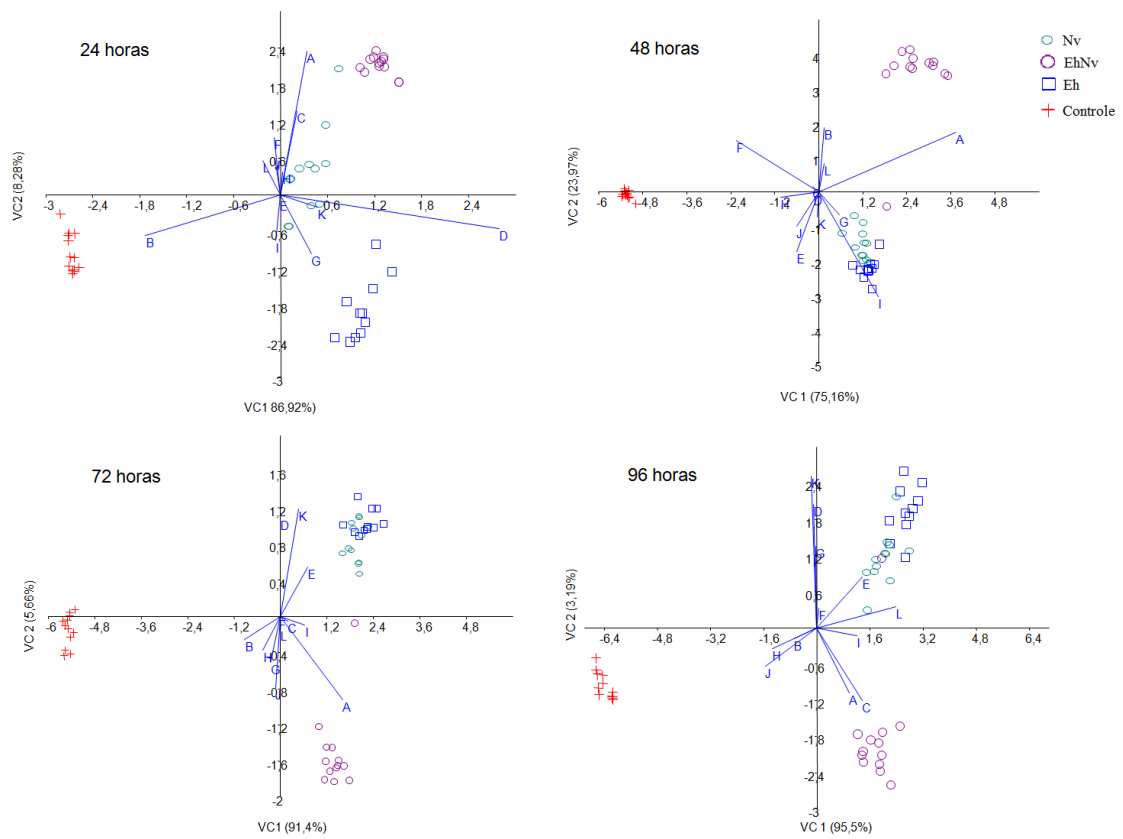 24 horas
2,4
1,8
1,2
0,6
-0,6
-1,2
-1,8
-2,4
-3
-3
-2,4
-1,8
-1,2
-0,6
0,6
1,2
1,8
2,4
3
A
C
F
L
H
E
K
D
B
I
G
VC2 (8,28%)
VC1 86,92%)
48 horas
4
3
2
1
-1
-2
-3
-4
-5
-6
-4,8
-3,6
-2,4
-1,2
1,2
2,4
3,6
4,8
B
A
F
L
D
H
G
J
K
E
I
VC 2 (23,97%)
VC 1 (75,16%)
Nv
EhNv
Eh
Controle
72 horas
1,6
1,2
0,8
0,4
-0,4
-0,8
-1,2
-1,6
-2
-6
-4,8
-3,6
-2,4
-1,2
1,2
2,4
3,6
4,8
K
D
E
C
I
L
B
H
G
A
VC 2 (5,66%)
VC1 (91,4%)
96 horas
2,4
1,8
1,2
0,6
-0,6
-1,2
-1,8
-2,4
-3
-6,4
-4,8
-3,2
-1,6
1,6
3,2
4,8
6,4
K
D
G
E
F
L
I
B
H
J
A
C
VC 2 (3,19%)
VC 1 (95,5%)